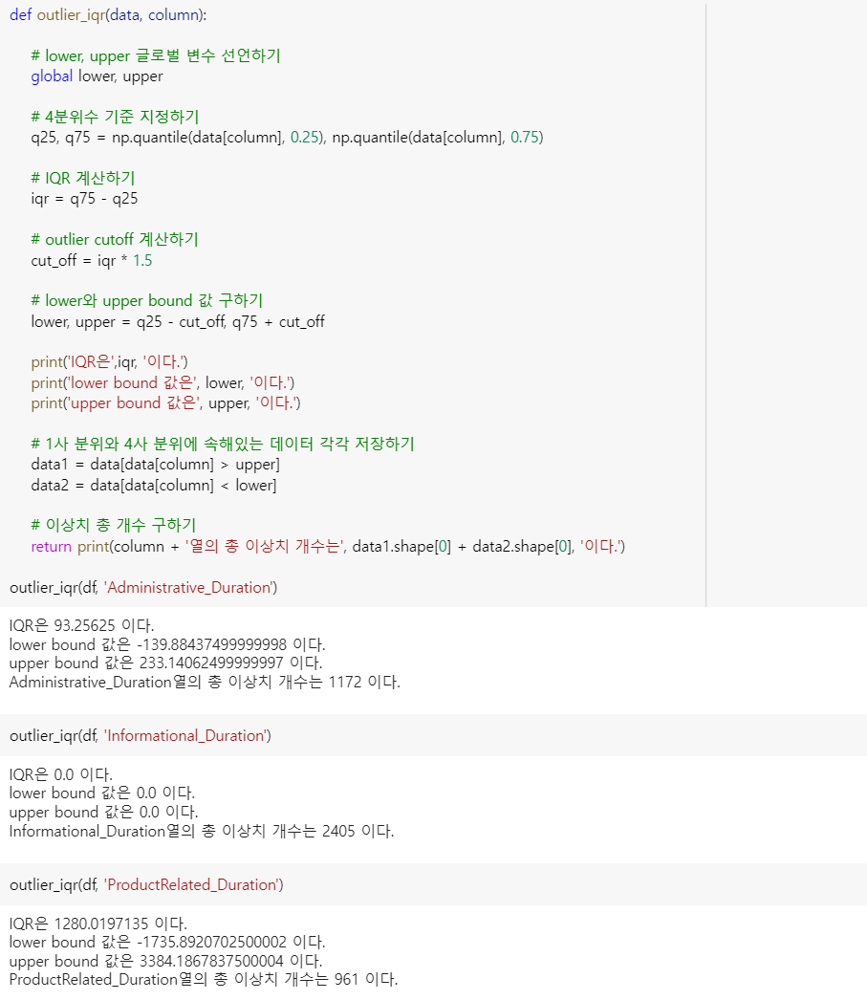 def outlier_iqr(data, column):
# lower, upper 글로벌 변수 선언하기
global lower, upper
# 4분위수 기준 지정하기
q25, q75 = np.quantile(data[column], 0.25), np.quantile(data[column], 0.75)
# IQR 계산하기
iqr = q75 - q25
# outlier cutoff 계산하기
cut_off = iqr * 1.5
# lower와 upper bound 값 구하기
lower, upper = q25 - cut_off, q75 + cut_off
print('IQR은',iqr, '이다.')
print('lower bound 값은', lower, '이다.')
print('upper bound 값은', upper, '이다.')
# 1사 분위와 4사 분위에 속해있는 데이터 각각 저장하기
data1 = data[data[column] > upper]
data2 = data[data[column] < lower]
# 이상치 총 개수 구하기
return print(column + '열의 총 이상치 개수는', data1.shape[0] + data2.shape[0], '이다.')
outlier_iqr(df, 'Administrative_Duration')
IQR은 93.25625 이다.
lower bound 값은 -139.88437499999998 이다.
upper bound 값은 233.14062499999997 이다.
Administrative_Duration열의 총 이상치 개수는 1172 이다.
outlier_iqr(df, 'Informational_Duration')
IQR은 0.0 이다.
lower bound 값은 0.0 이다.
upper bound 값은 0.0 이다.
Informational_Duration열의 총 이상치 개수는 2405 이다.
outlier_iqr(df, 'ProductRelated_Duration')
IQR은 1280.0197135 이다.
lower bound 값은 -1735.8920702500002 이다.
upper bound 값은 3384.1867837500004 이다.
ProductRelated_Duration열의 총 이상치 개수는 961 이다.